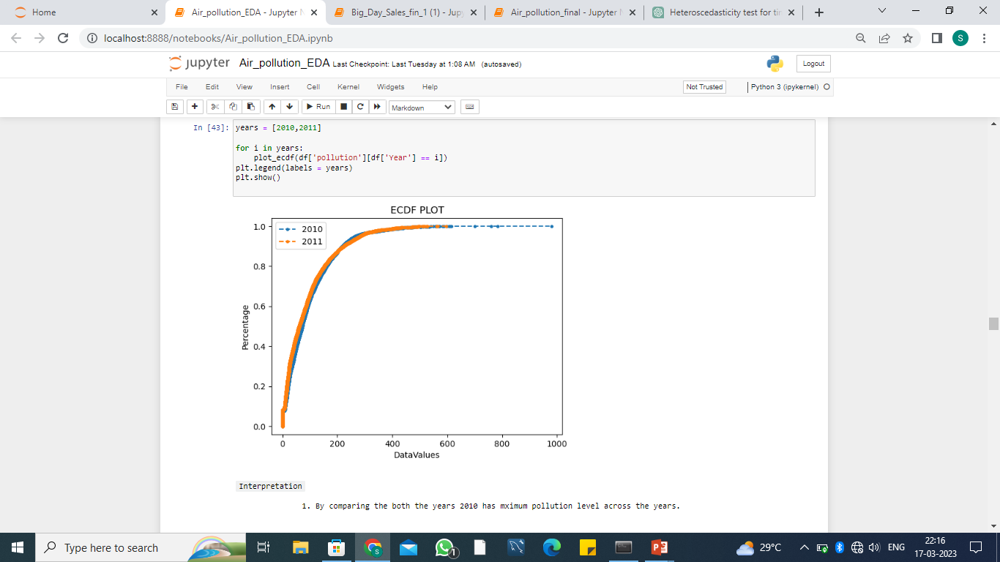 Home
Air_pollution_EDA - Jupyter N
Big_Day_Sales_fin_1 (1) - Jup
Air_pollution_final - Jupyter
Heteroscedasticity test for tim
localhost:8888/notebooks/Air_pollution_EDA.ipynb
S
jupyter Air_pollution_EDA Last Checkpoint: Last Tuesday at 1:08 AM (autosaved)
Logout
File Edit View Insert Cell Kernel Widgets Help
Not Trusted
Python 3 (ipykernel)
Run
Markdown
In [43]: years = [2010,2011]
for i in years:
plot_ecdf(df['pollution'][df['Year'] == i])
plt.legend(labels = years)
plt.show()
ECDF PLOT
2010
2011
1.0
0.8
0.6
0.4
0.2
0.0
Percentage
0 200 400 600 800 1000
DataValues
Interpretation
1. By comparing the both the years 2010 has mximum pollution level across the years.
Type here to search
1
29°C
ENG
22:16
17-03-2023